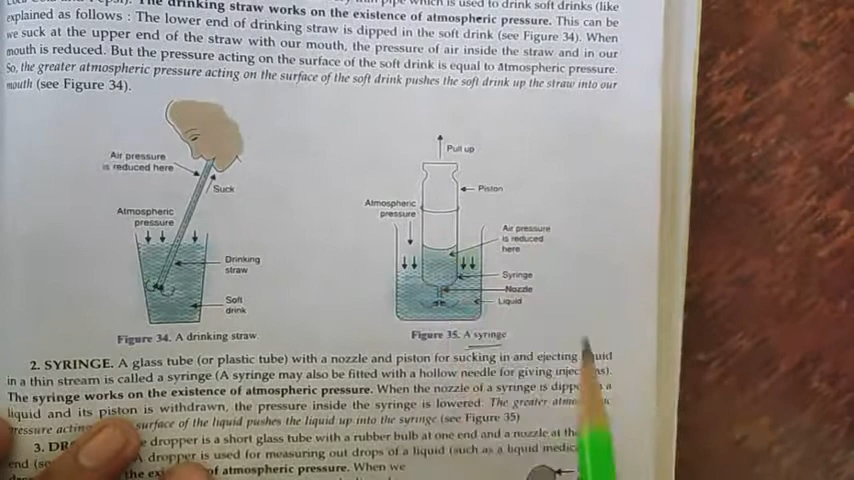 pipe which is used to drink soft drinks (like
The drinking straw works on the existence of atmospheric pressure. This can be
explained as follows : The lower end of drinking straw is dipped in the soft drink (see Figure 34). When
we suck at the upper end of the straw with our mouth, the pressure of air inside the straw and in our
mouth is reduced. But the pressure acting on the surface of the soft drink is equal to atmospheric pressure.
So, the greater atmospheric pressure acting on the surface of the soft drink pushes the soft drink up the straw into our
mouth (see Figure 34).
Air pressure
is reduced here
Suck
Atmospheric
pressure
Drinking
straw
Soft
drink
Figure 34. A drinking straw
Pull up
Piston
Atmospheric
pressure
Air pressure
is reduced
here
Syringe
Nozzle
Liquid
Figure 35. A syringe
2. SYRINGE. A glass tube (or plastic tube) with a nozzle and piston for sucking in and ejecting
in a thin stream is called a syringe (A syringe may also be fitted with a hollow needle for giving
The syringe works on the existence of atmospheric pressure. When the nozzle of a syringe is a
liquid and its piston is withdrawn, the pressure inside the syringe is lowered. The greater
surface of the liquid pushes the liquid up into the syringe (see Figure 35)
3. dropper is a short glass tube with a rubber bulb at one end and a nozzle at
end A dropper is used for measuring out drops of a liquid (such as a liquid
the of atmospheric pressure. When we